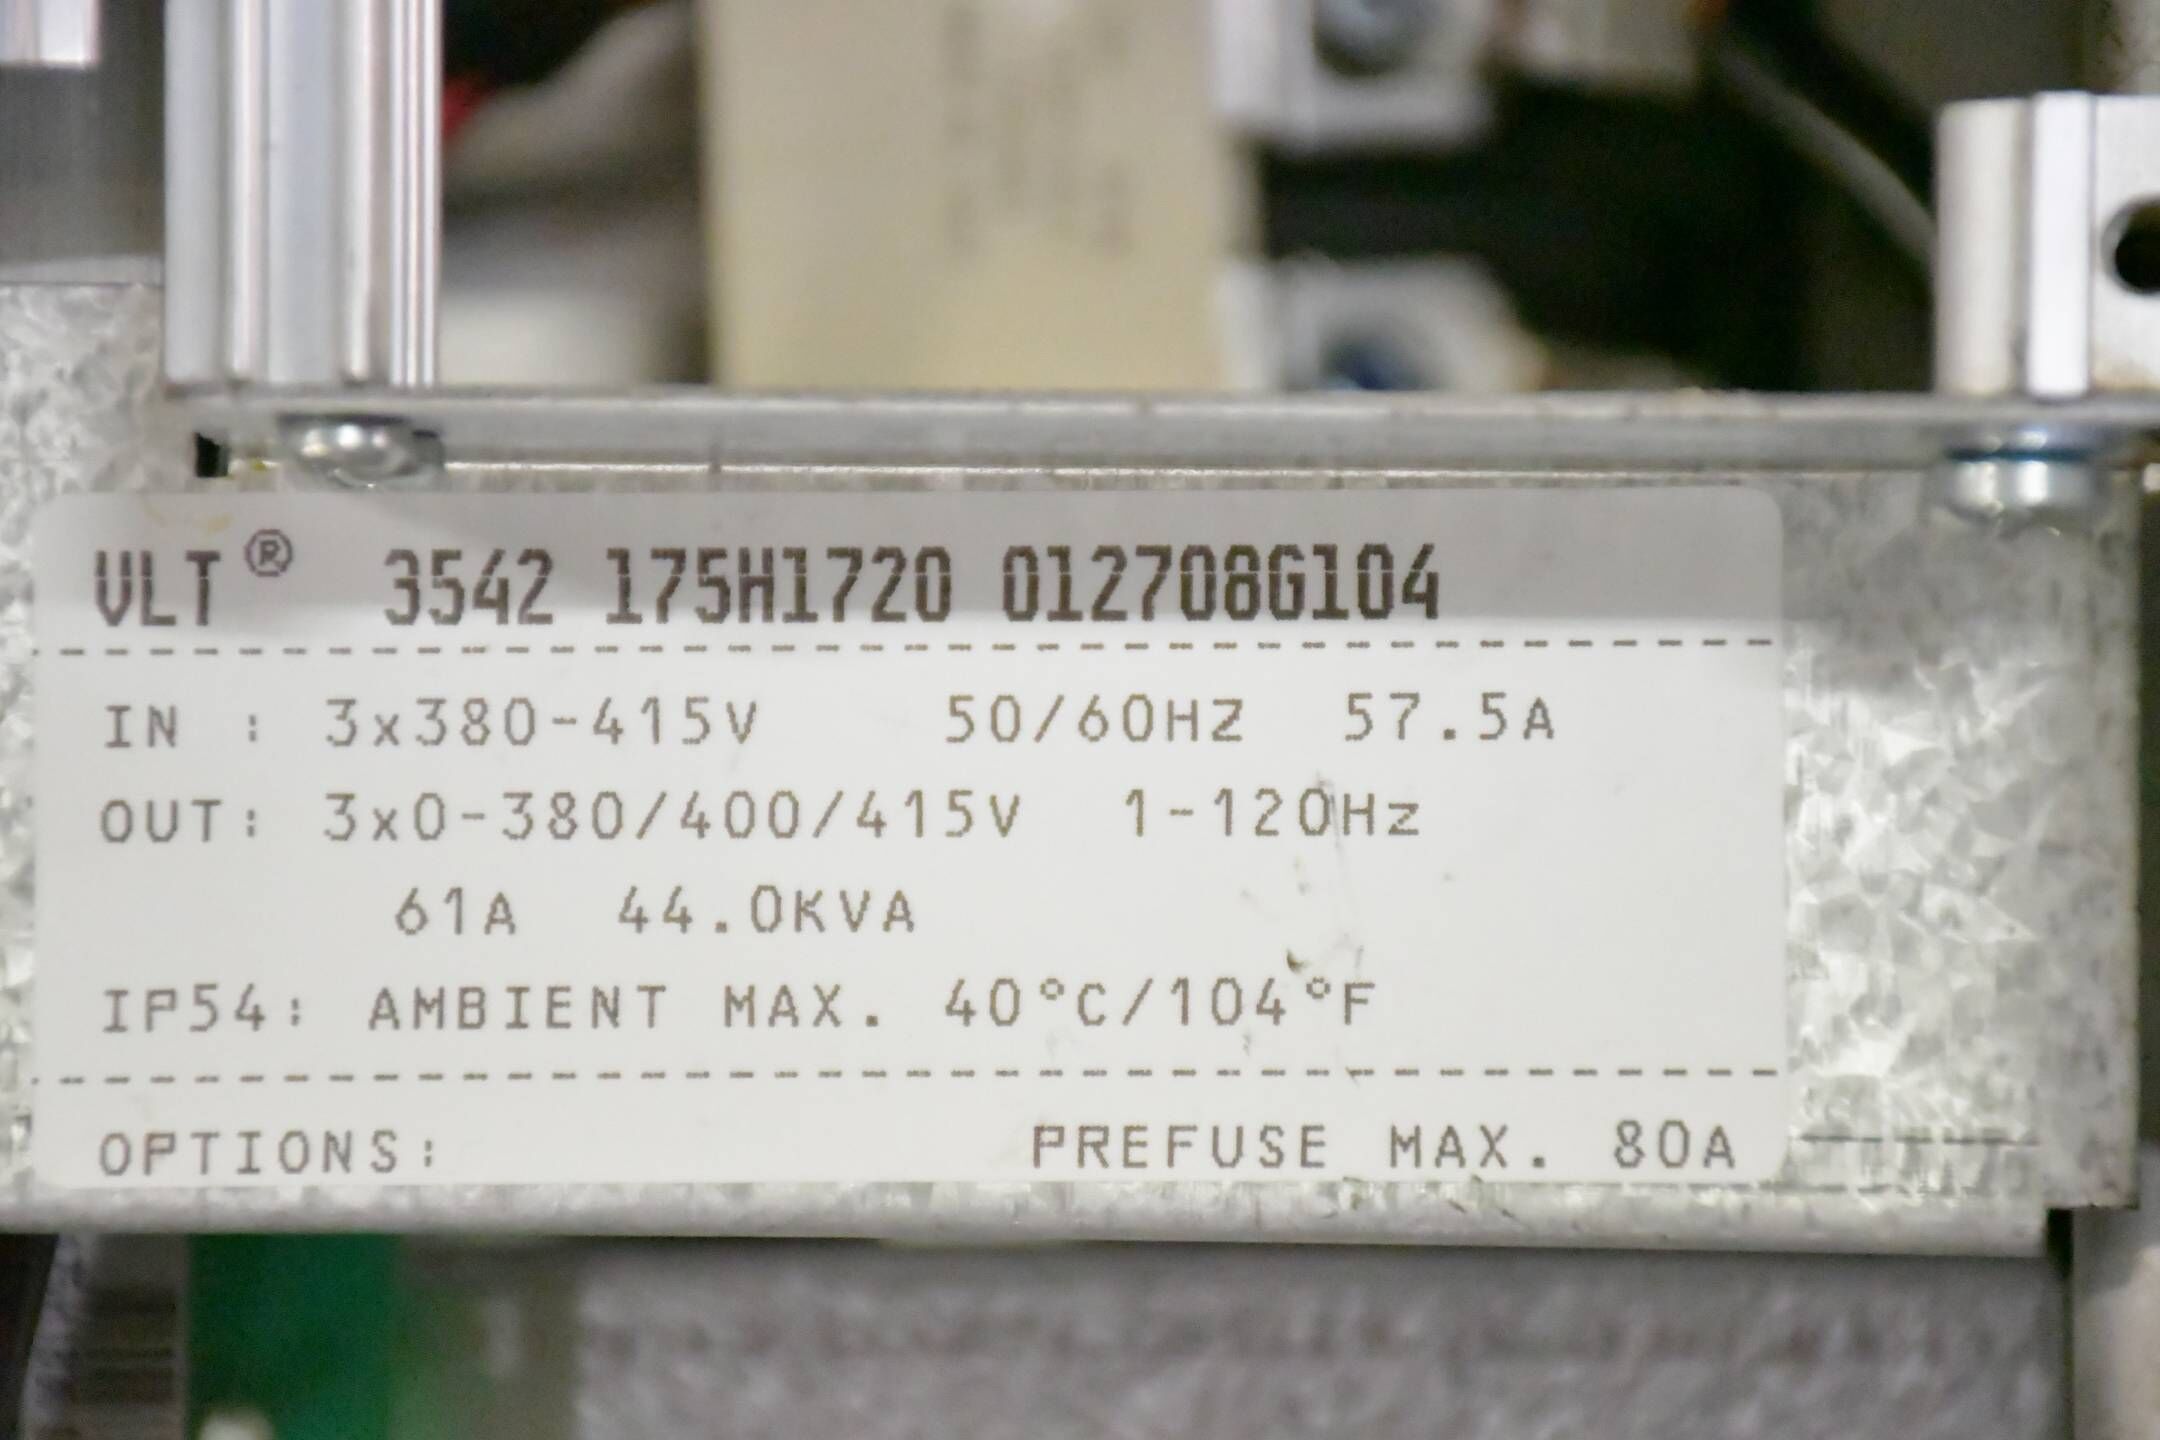 VLT® 3542 175H1720 012708G104
IN : 3x380-415V 50/60HZ 57.5A
OUT: 3x0-380/400/415V 1-120Hz
61A 44.0KVA
IP54: AMBIENT MAX. 40°C/104°F
OPTIONS: PREFUSE MAX. 80A